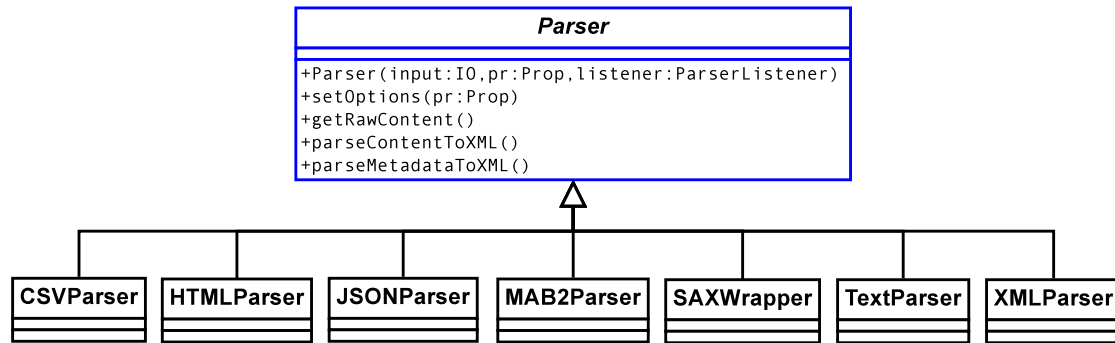 Parser
+Parser(input:IO,pr:Prop,listener:ParserListener)
+setOptions(pr:Prop)
+getRawContent()
+parseContentToXML()
+parseMetadataToXML()
CSVParser HTMLParser JSONParser MAB2Parser SAXWrapper TextParser XMLParser